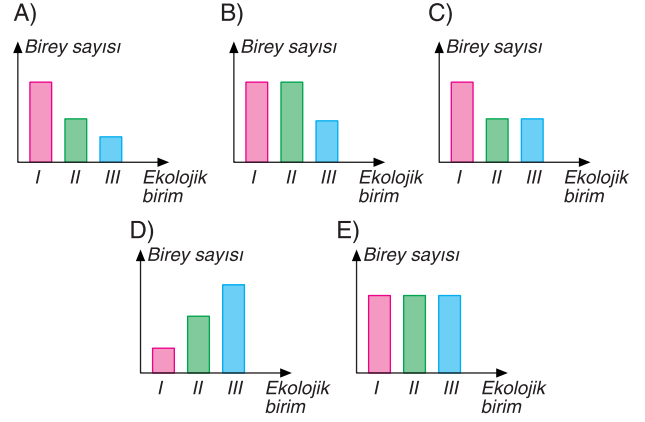 A)
Birey sayısı
I II III Ekolojik
birim
B)
Birey sayısı
I II III Ekolojik
birim
C)
Birey sayısı
I II III Ekolojik
birim
D)
Birey sayısı
I II III Ekolojik
birim
E)
Birey sayısı
I II III Ekolojik
birim